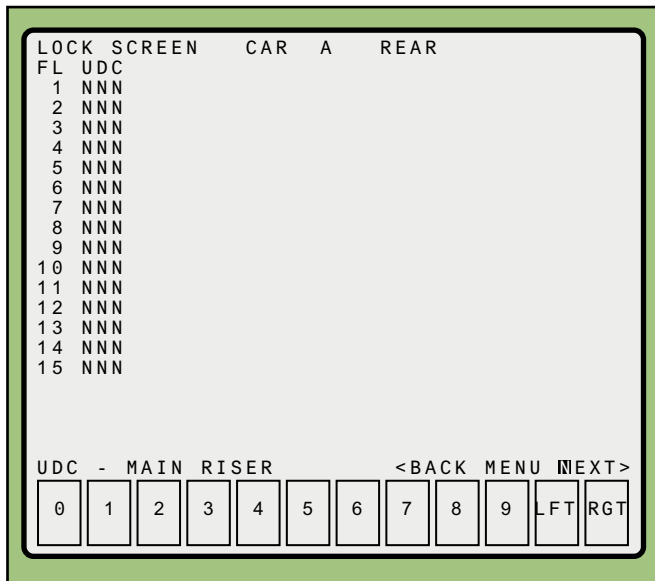 LOCK SCREEN CAR A REAR
FL UDC
1 NNN
2 NNN
3 NNN
4 NNN
5 NNN
6 NNN
7 NNN
8 NNN
9 NNN
10 NNN
11 NNN
12 NNN
13 NNN
14 NNN
15 NNN
UDC - MAIN RISER <BACK MENU NEXT>
0 1 2 3 4 5 6 7 8 9 LFT RGT